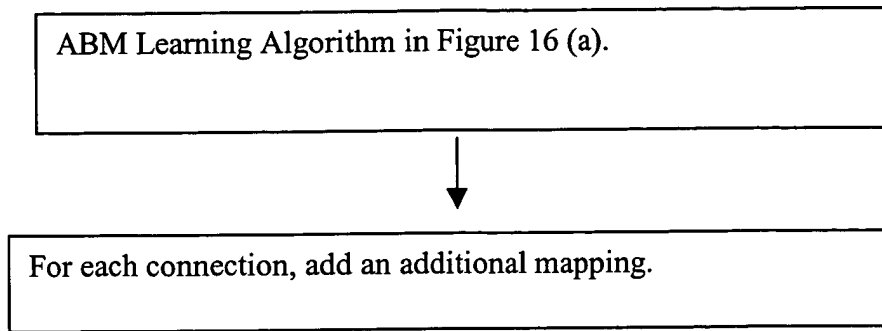 ABM Learning Algorithm in Figure 16 (a).
For each connection, add an additional mapping.